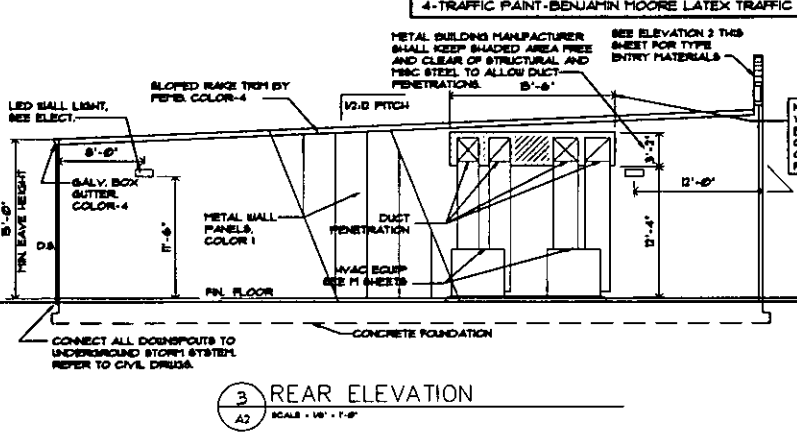 4-TRAFFIC PAINT-BENJAMIN MOORE LATEX TRAFFIC
METAL BUILDING MANUFACTURER
SHALL KEEP SHADED AREA FREE
AND CLEAR OF STRUCTURAL AND
MISC STEEL TO ALLOW DUCT
PENETRATIONS.
SEE ELEVATION 2 THIS
SHEET FOR TYPE
ENTRY MATERIALS
15'-6"
SLOPED RAKE TRIM BY
PEMB. COLOR-4
1/2:12 PITCH
LED WALL LIGHT,
SEE ELECT.
8'-0"
3'-2"
GALV. BOX
GUTTER.
COLOR-4
12'-0"
MIN. EAVE HEIGHT
D.S.
11'-6"
METAL WALL
PANELS,
COLOR 1
DUCT
PENETRATION
12'-4"
HVAC EQUIP
SEE M SHEETS
FIN. FLOOR
CONCRETE FOUNDATION
CONNECT ALL DOWNSPOUTS TO
UNDERGROUND STORM SYSTEM.
REFER TO CIVIL DRWGS.
3
A2
REAR ELEVATION
SCALE = 1/8" = 1'-0"